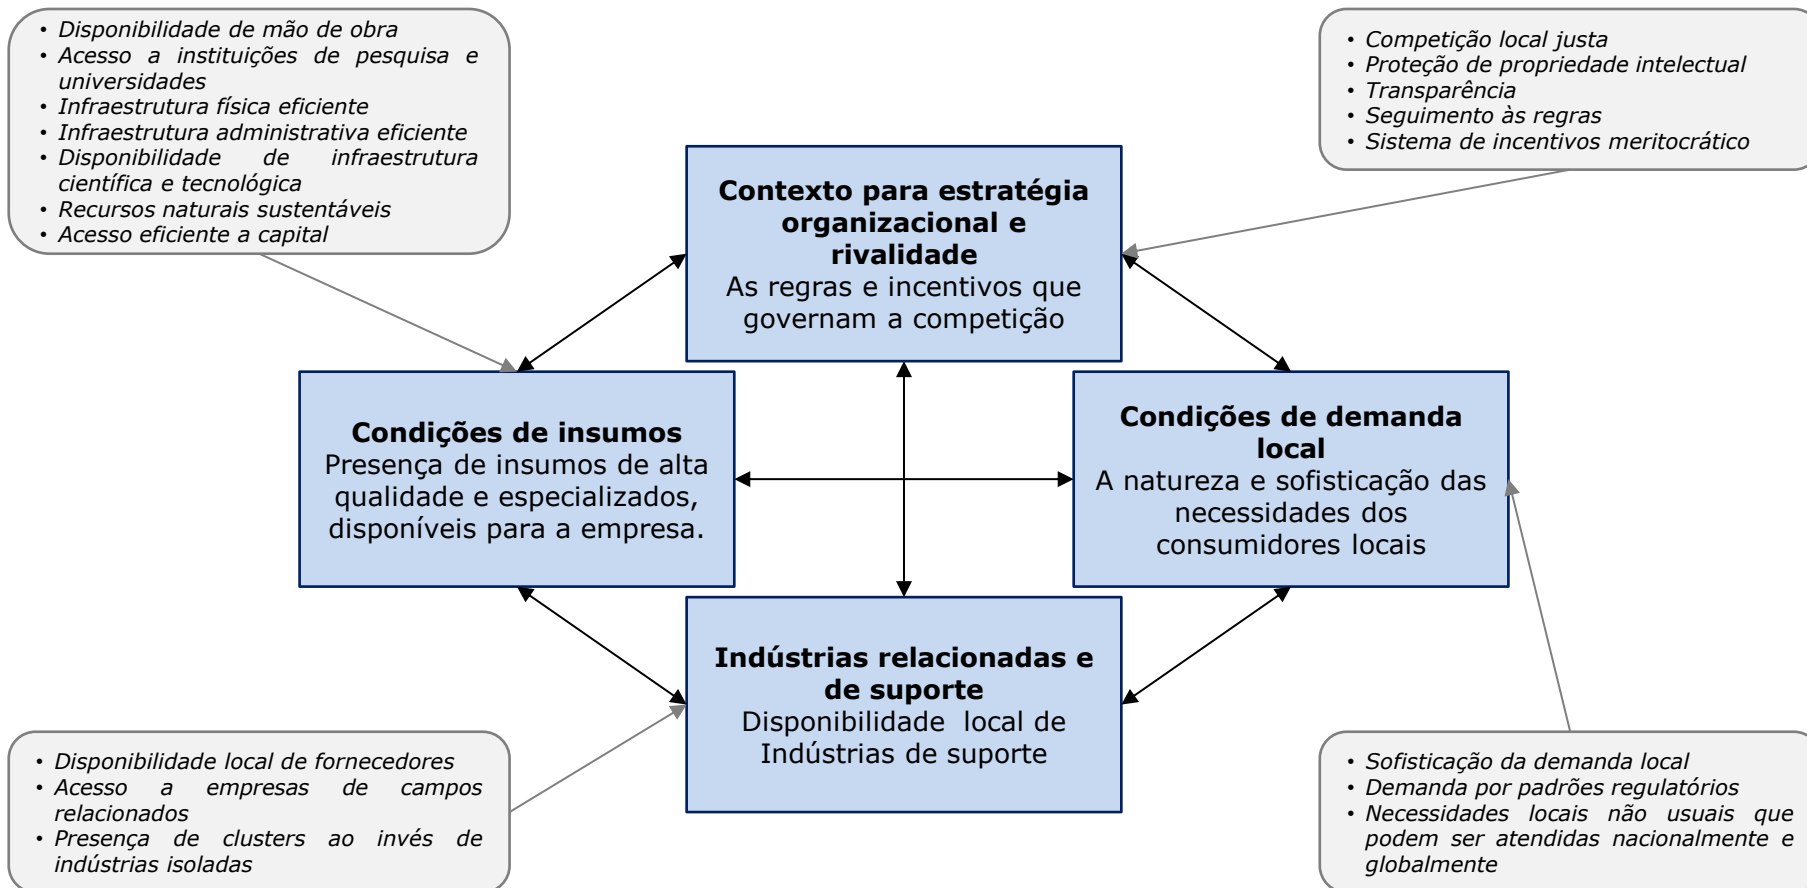 • Disponibilidade de mão de obra
• Acesso a instituições de pesquisa e
universidades
• Infraestrutura física eficiente
• Infraestrutura administrativa eficiente
• Disponibilidade de infraestrutura
científica e tecnológica
• Recursos naturais sustentáveis
• Acesso eficiente a capital
• Competição local justa
• Proteção de propriedade intelectual
• Transparência
• Seguimento às regras
• Sistema de incentivos meritocrático
Contexto para estratégia
organizacional e
rivalidade
As regras e incentivos que
governam a competição
Condições de insumos
Presença de insumos de alta
qualidade e especializados,
disponíveis para a empresa.
Condições de demanda
local
A natureza e sofisticação das
necessidades dos
consumidores locais
Indústrias relacionadas e
de suporte
Disponibilidade local de
Indústrias de suporte
• Disponibilidade local de fornecedores
• Acesso a empresas de campos
relacionados
• Presença de clusters ao invés de
indústrias isoladas
• Sofisticação da demanda local
• Demanda por padrões regulatórios
• Necessidades locais não usuais que
podem ser atendidas nacionalmente e
globalmente